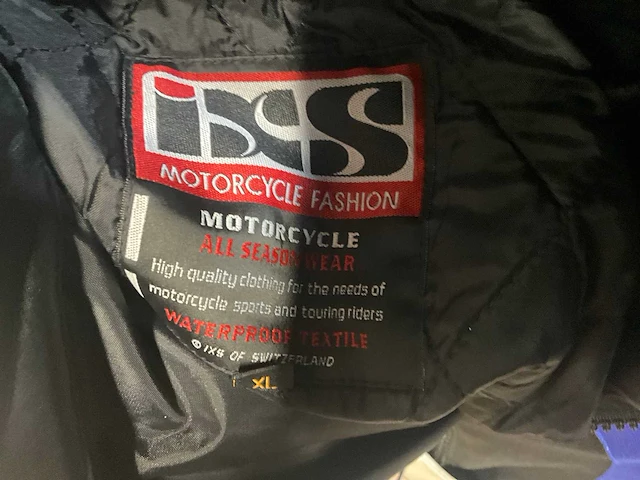 iXS
MOTORCYCLE FASHION
MOTORCYCLE
ALL SEASON WEAR
High quality clothing for the needs of
motorcycle sports and touring riders
WATERPROOF TEXTILE
© iXS OF SWITZERLAND
XL